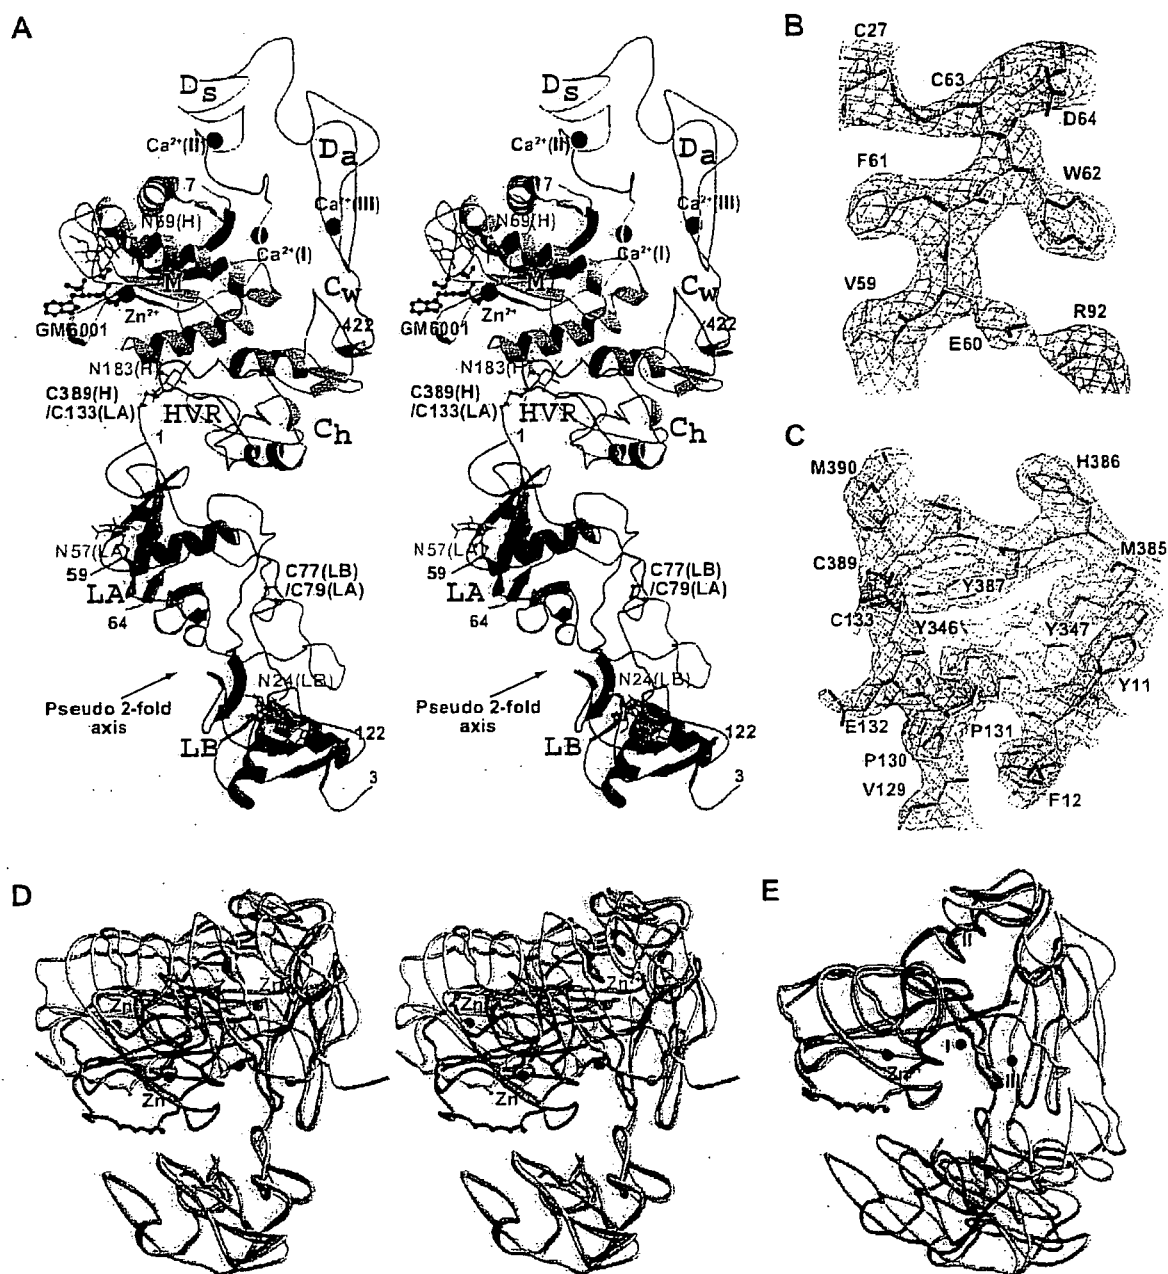 A
Ds
Ca²⁺(II)
Da
17
N69(H)
Ca²⁺(III)
Ca²⁺(I)
M
Cw
Zn²⁺
GM6001
422
N183(H)
C389(H)
/C133(LA)
HVR
1
Ch
N57(LA)
59
LA
64
C77(LB)
/C79(LA)
N24(LB)
Pseudo 2-fold
axis
LB
122
3
Ds
Ca²⁺(II)
Da
17
N69(H)
Ca²⁺(III)
Ca²⁺(I)
M
Cw
Zn²⁺
GM6001
422
N183(H)
C389(H)
/C133(LA)
HVR
1
Ch
N57(LA)
59
LA
64
C77(LB)
/C79(LA)
N24(LB)
Pseudo 2-fold
axis
LB
122
3
B
C27
C63
D64
F61
W62
V59
R92
E60
C
M390
H386
M385
C389
Y387
C133
Y346
Y347
Y11
E132
P131
P130
V129
F12
D
Zn
Zn
Zn
Zn
Zn
Zn
E
II
I
Zn
III